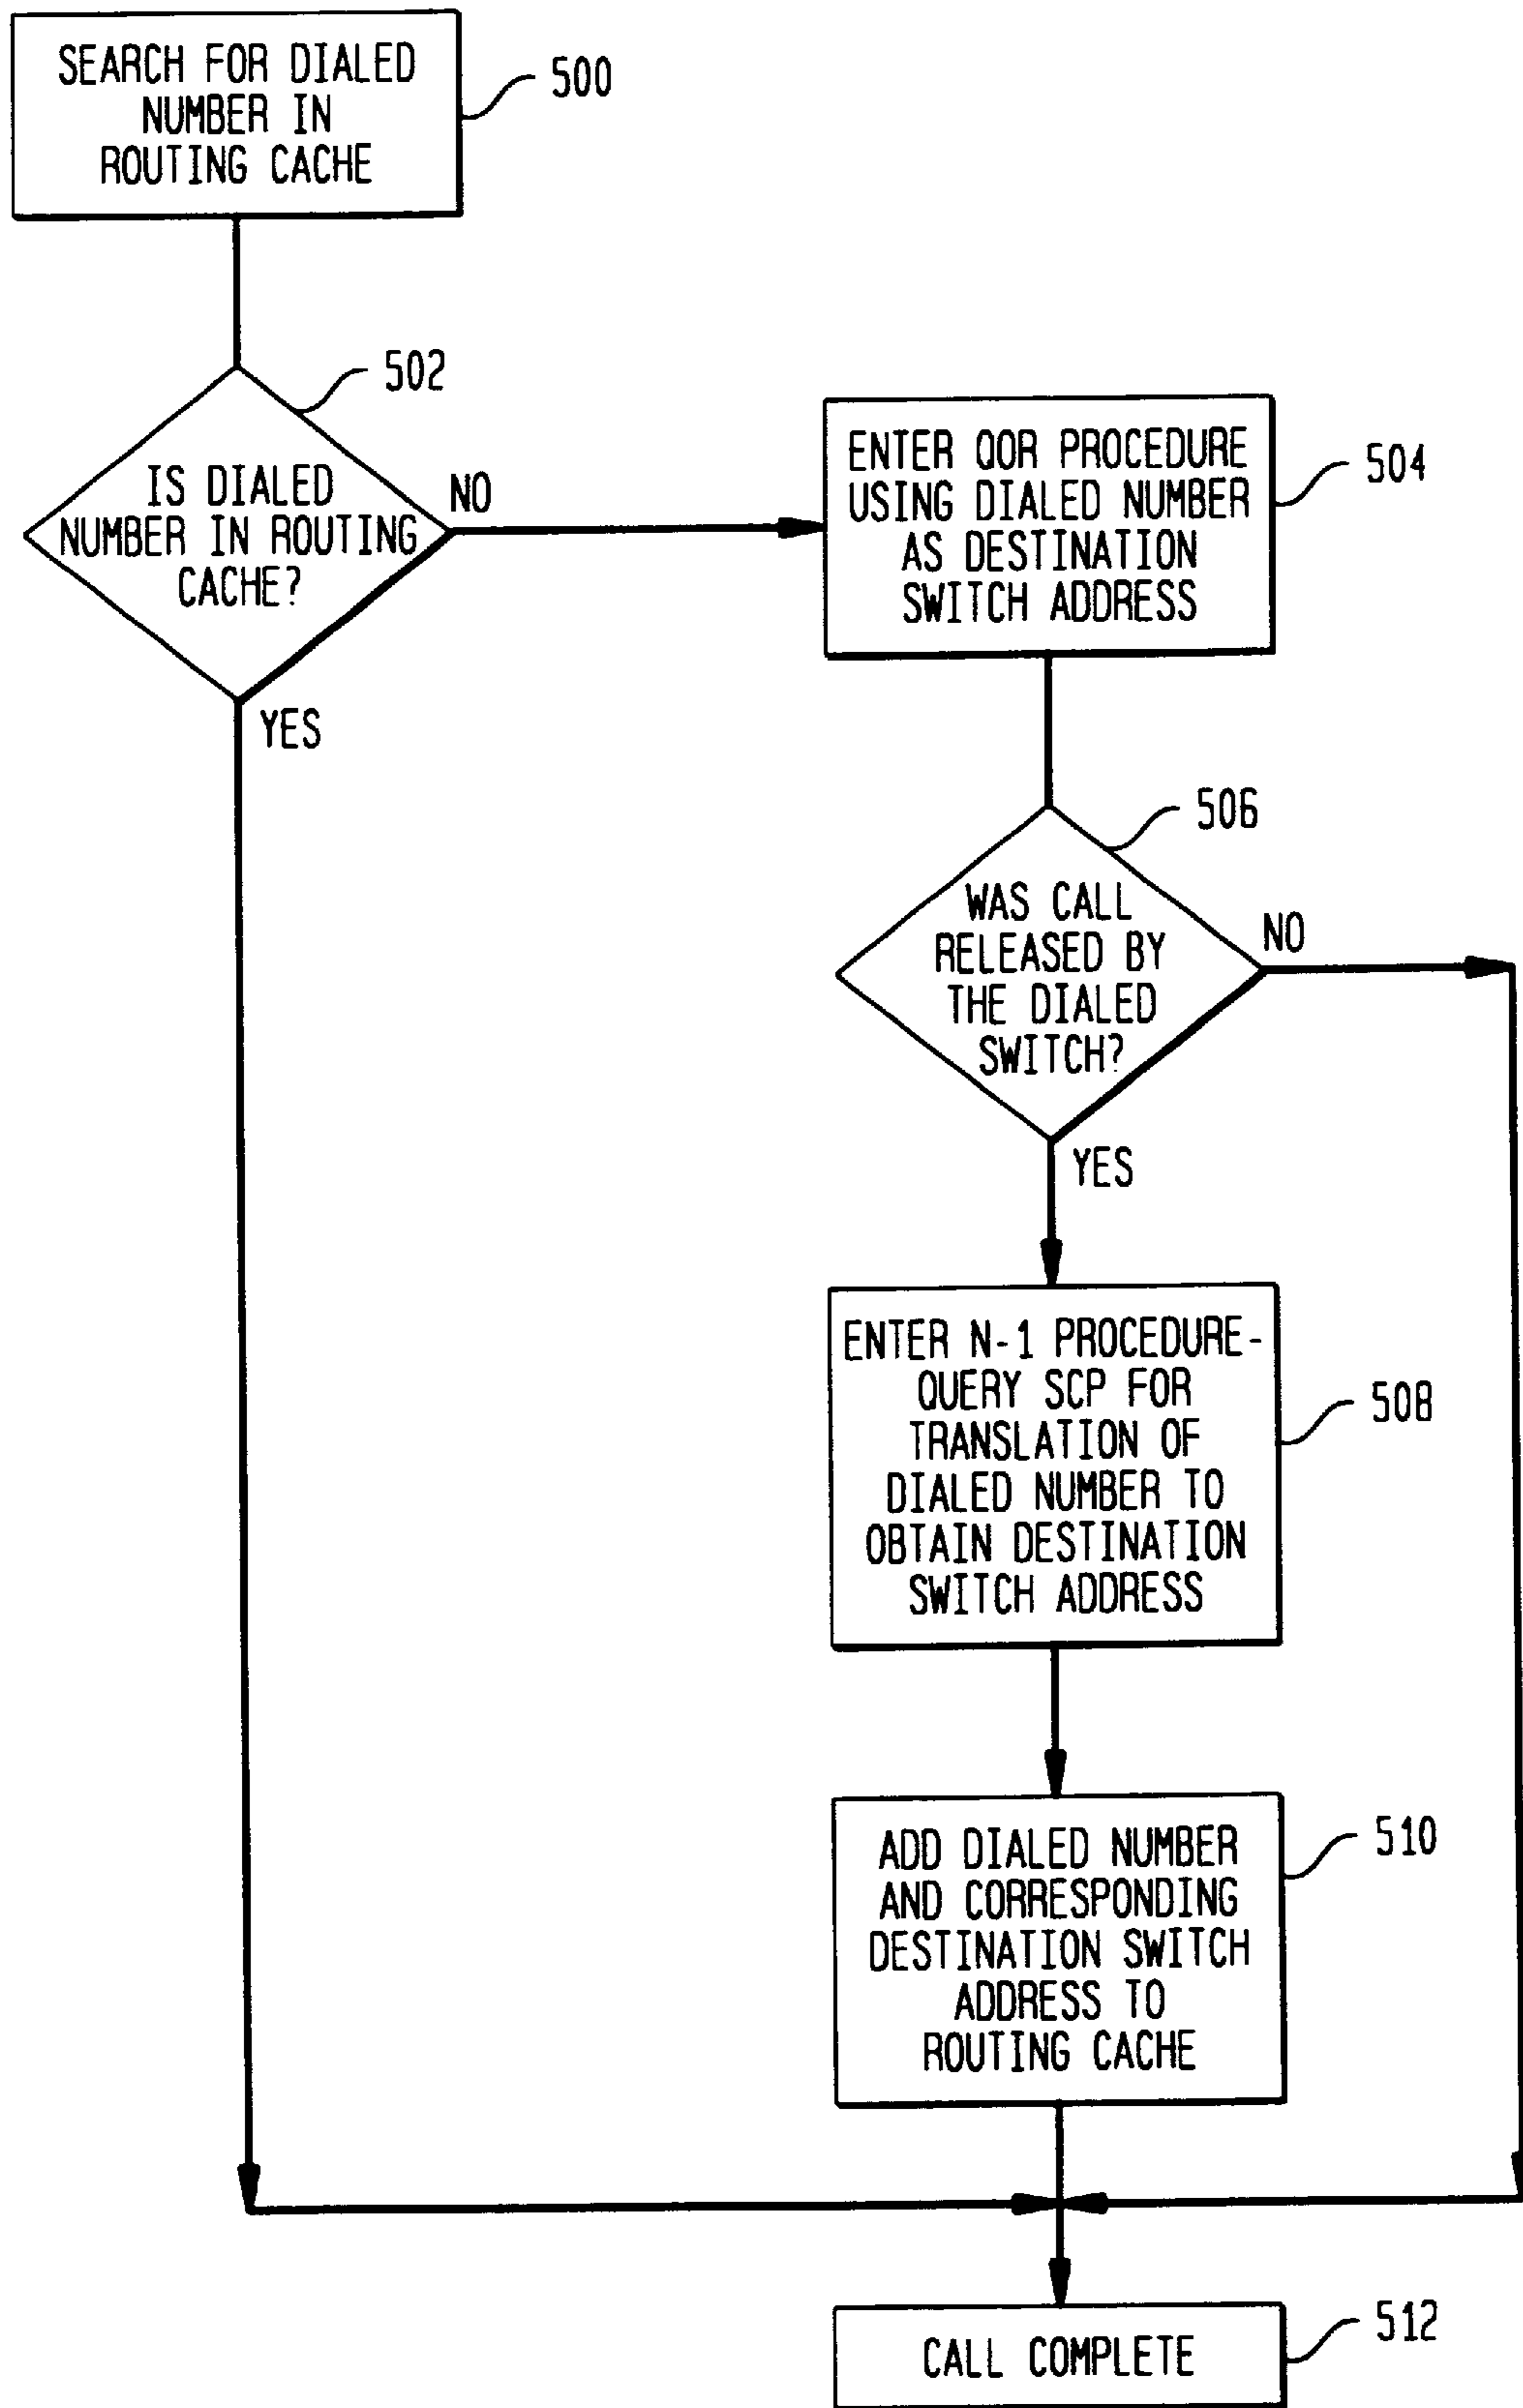 SEARCH FOR DIALED
NUMBER IN
ROUTING CACHE
500
502
IS DIALED
NUMBER IN ROUTING
CACHE?
NO
YES
ENTER QOR PROCEDURE
USING DIALED NUMBER
AS DESTINATION
SWITCH ADDRESS
504
506
WAS CALL
RELEASED BY
THE DIALED
SWITCH?
NO
YES
ENTER N-1 PROCEDURE-
QUERY SCP FOR
TRANSLATION OF
DIALED NUMBER TO
OBTAIN DESTINATION
SWITCH ADDRESS
508
ADD DIALED NUMBER
AND CORRESPONDING
DESTINATION SWITCH
ADDRESS TO
ROUTING CACHE
510
CALL COMPLETE
512